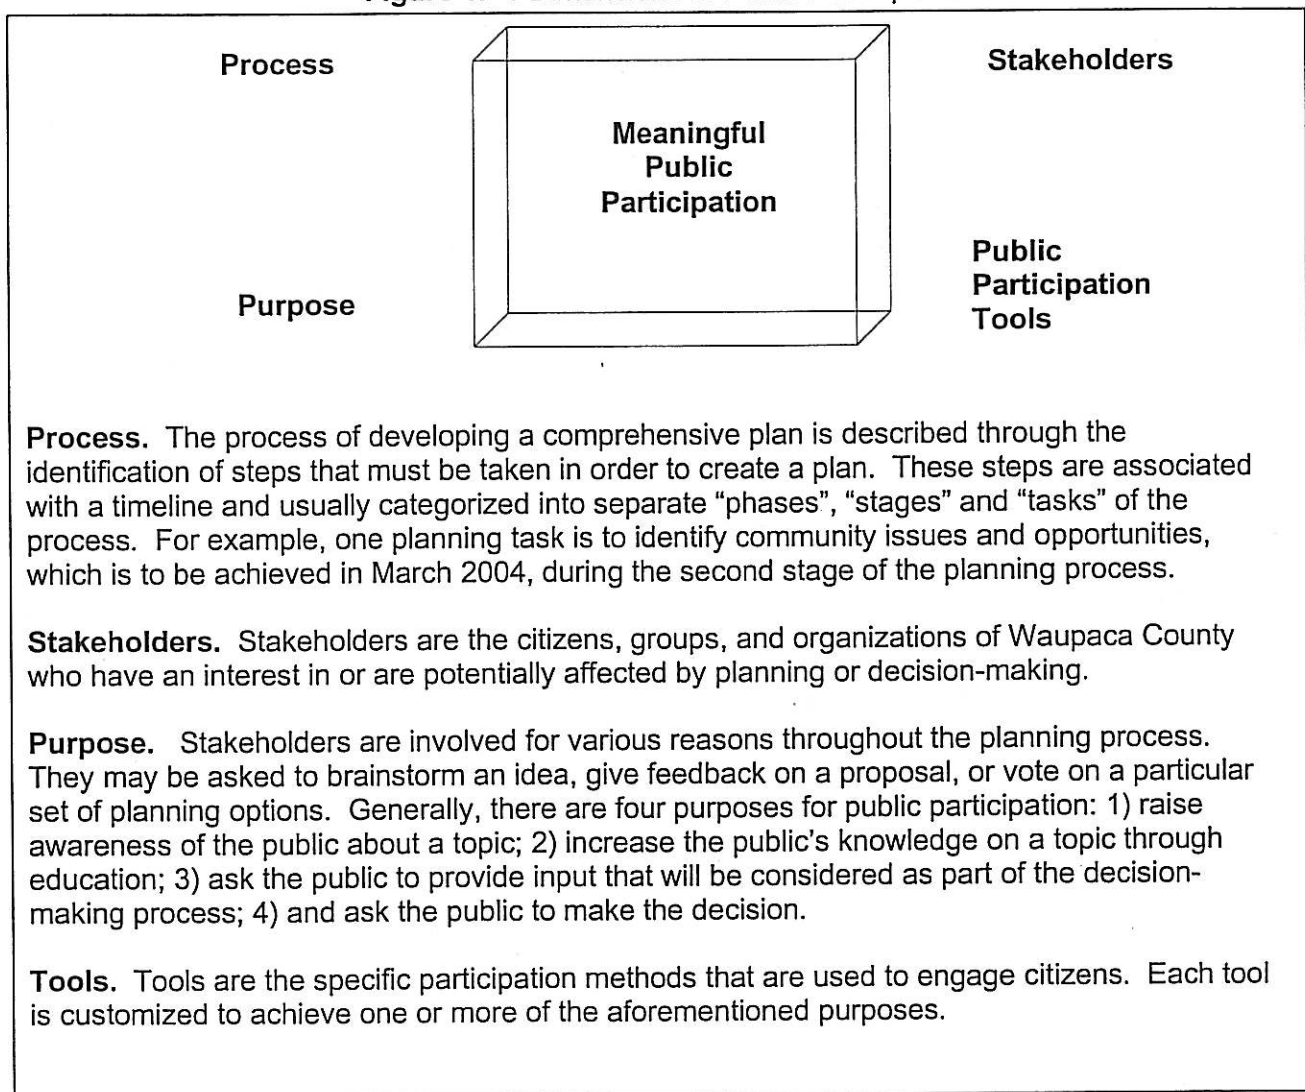 Process
Stakeholders
Meaningful
Public
Participation
Public
Participation
Tools
Purpose
Process. The process of developing a comprehensive plan is described through the
identification of steps that must be taken in order to create a plan. These steps are associated
with a timeline and usually categorized into separate “phases”, “stages” and “tasks” of the
process. For example, one planning task is to identify community issues and opportunities,
which is to be achieved in March 2004, during the second stage of the planning process.
Stakeholders. Stakeholders are the citizens, groups, and organizations of Waupaca County
who have an interest in or are potentially affected by planning or decision-making.
Purpose. Stakeholders are involved for various reasons throughout the planning process.
They may be asked to brainstorm an idea, give feedback on a proposal, or vote on a particular
set of planning options. Generally, there are four purposes for public participation: 1) raise
awareness of the public about a topic; 2) increase the public's knowledge on a topic through
education; 3) ask the public to provide input that will be considered as part of the decision-
making process; 4) and ask the public to make the decision.
Tools. Tools are the specific participation methods that are used to engage citizens. Each tool
is customized to achieve one or more of the aforementioned purposes.